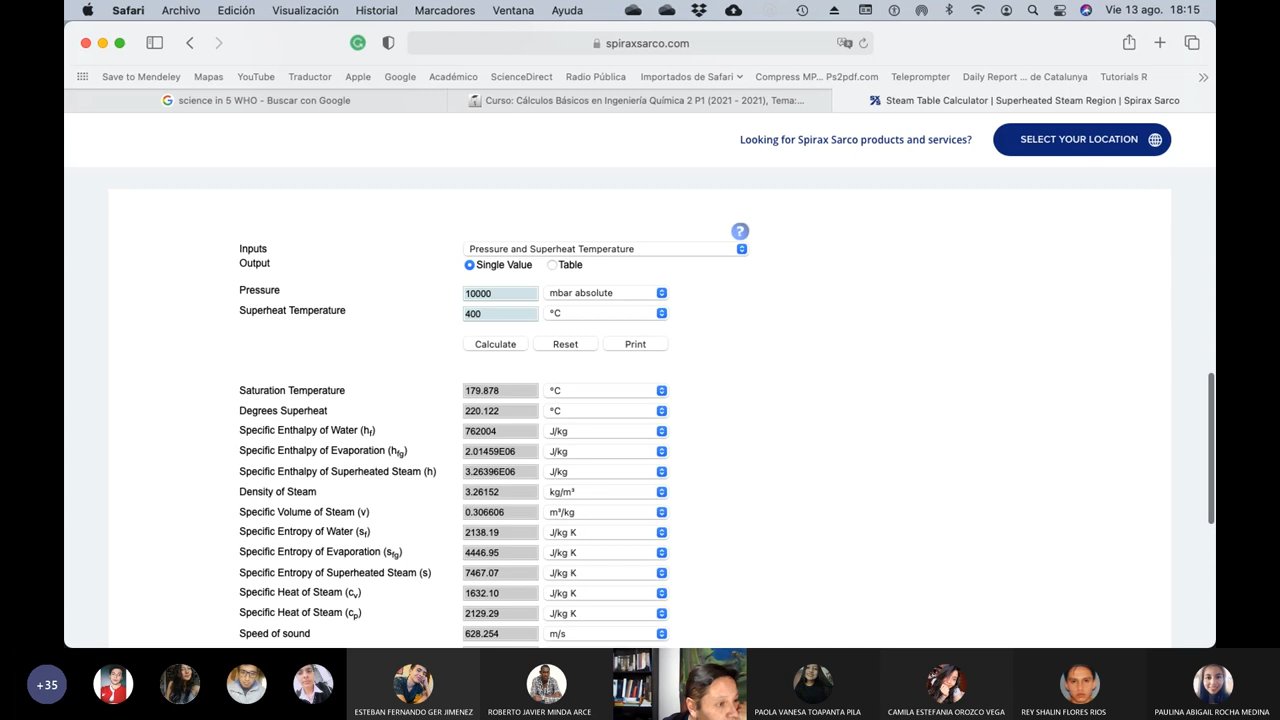 Safari Archivo Edición Visualización Historial Marcadores Ventana Ayuda Vie 13 ago. 18:15
spiraxsarco.com
Save to Mendeley Mapas YouTube Traductor Apple Google Académico ScienceDirect Radio Pública Importados de Safari Compress MP... Ps2pdf.com Teleprompter Daily Report ... de Catalunya Tutorials R
science in 5 WHO - Buscar con Google Curso: Cálculos Básicos en Ingeniería Química 2 P1 (2021 - 2021), Tema:... Steam Table Calculator | Superheated Steam Region | Spirax Sarco
Looking for Spirax Sarco products and services? SELECT YOUR LOCATION
?
Inputs Pressure and Superheat Temperature
Output Single Value Table
Pressure 10000 mbar absolute
Superheat Temperature 400 °C
Calculate Reset Print
Saturation Temperature 179.878 °C
Degrees Superheat 220.122 °C
Specific Enthalpy of Water (hf) 762004 J/kg
Specific Enthalpy of Evaporation (hfg) 2.01459E06 J/kg
Specific Enthalpy of Superheated Steam (h) 3.26396E06 J/kg
Density of Steam 3.26152 kg/m³
Specific Volume of Steam (v) 0.306606 m³/kg
Specific Entropy of Water (sf) 2138.19 J/kg K
Specific Entropy of Evaporation (sfg) 4446.95 J/kg K
Specific Entropy of Superheated Steam (s) 7467.07 J/kg K
Specific Heat of Steam (cv) 1632.10 J/kg K
Specific Heat of Steam (cp) 2129.29 J/kg K
Speed of sound 628.254 m/s
+35
ESTEBAN FERNANDO GER JIMENEZ ROBERTO JAVIER MINDA ARCE PAOLA VANESA TOAPANTA PILA CAMILA ESTEFANIA OROZCO VEGA REY SHALIN FLORES RIOS PAULINA ABIGAIL ROCHA MEDINA